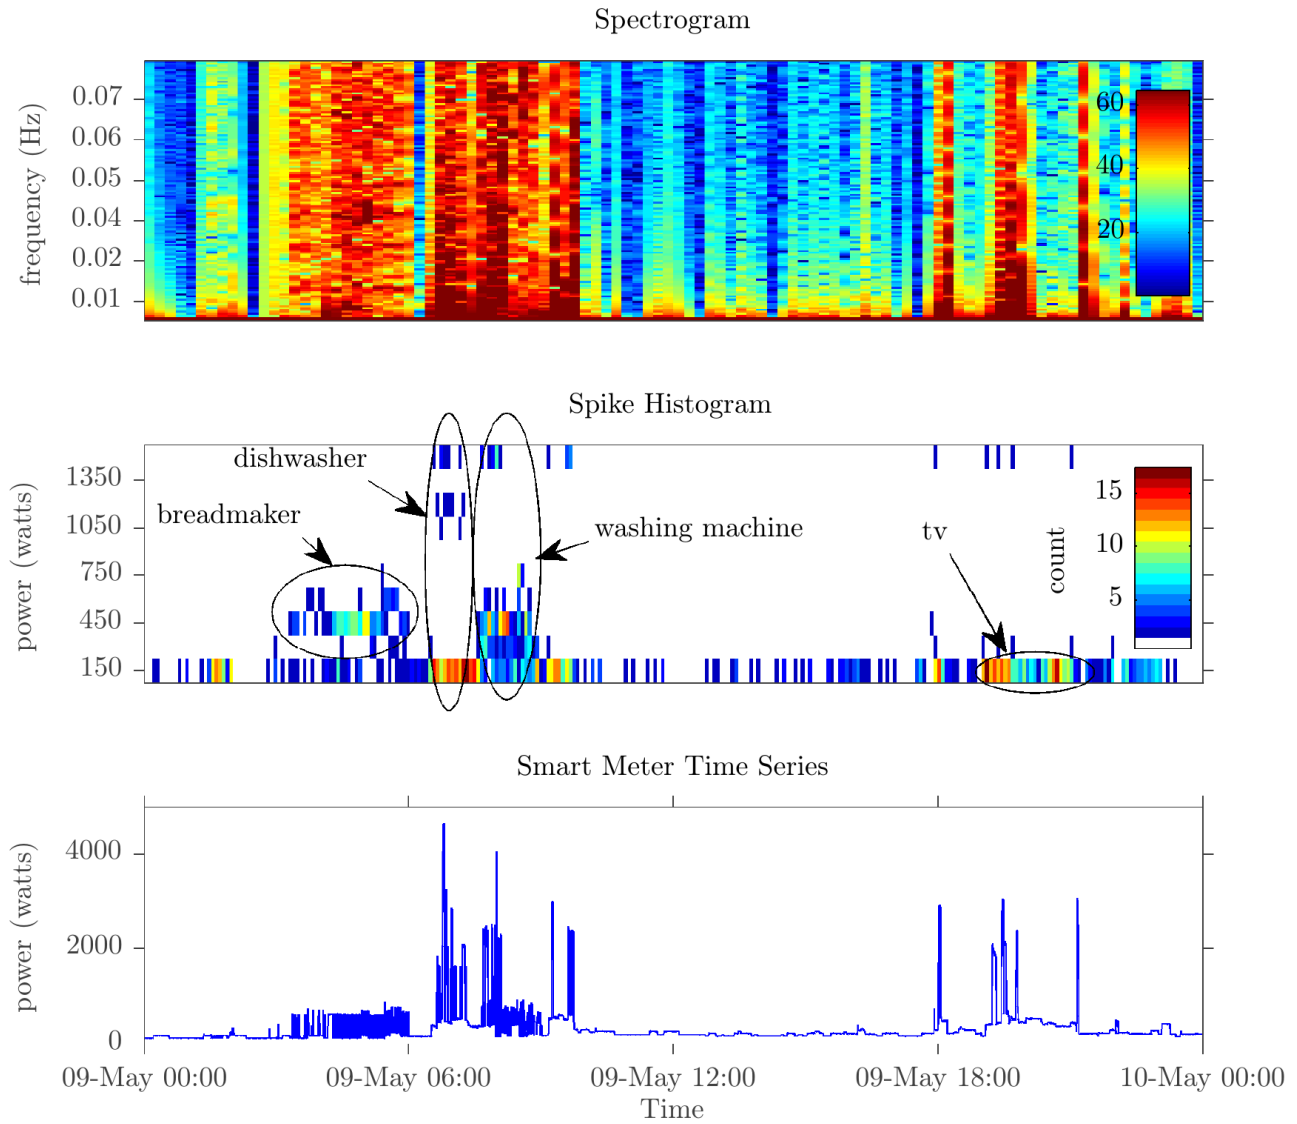 Spectrogram
frequency (Hz)
0.07
0.06
0.05
0.04
0.02
0.01
60
40
20
Spike Histogram
power (watts)
1350
1050
750
450
150
dishwasher
breadmaker
washing machine
tv
count
15
10
5
Smart Meter Time Series
power (watts)
4000
2000
0
09-May 00:00 09-May 06:00 09-May 12:00 09-May 18:00 10-May 00:00
Time